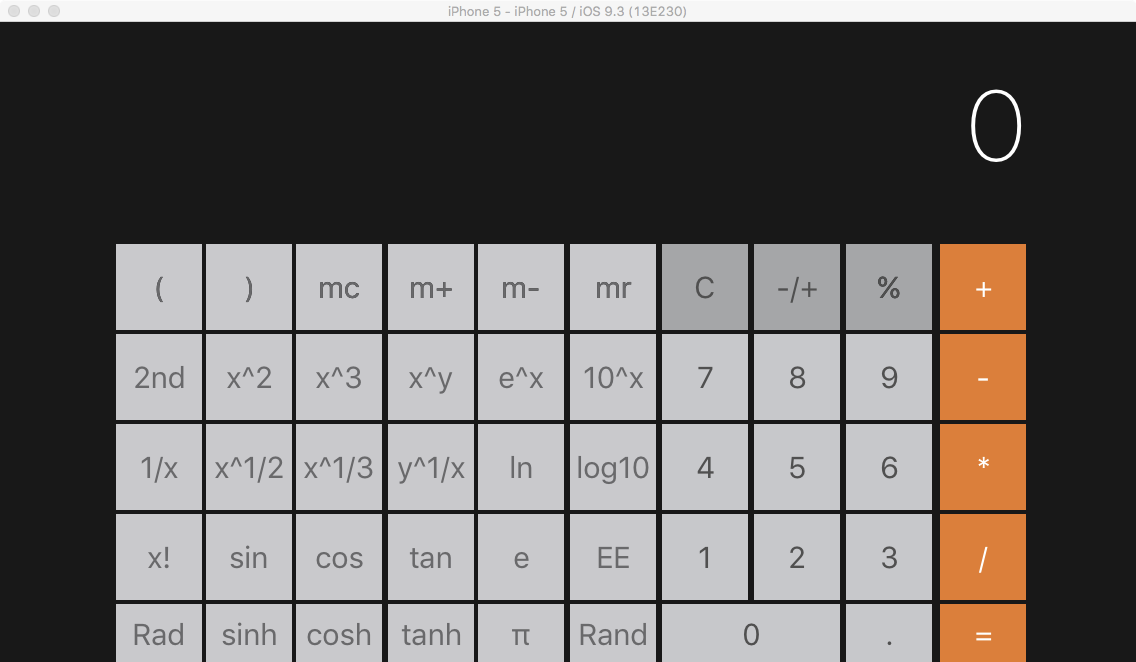 iPhone 5 - iPhone 5 / iOS 9.3 (13E230)
0
( ) mc m+ m- mr C -/+ % +
2nd x^2 x^3 x^y e^x 10^x 7 8 9 -
1/x x^1/2 x^1/3 y^1/x ln log10 4 5 6 *
x! sin cos tan e EE 1 2 3 /
Rad sinh cosh tanh π Rand 0 . =